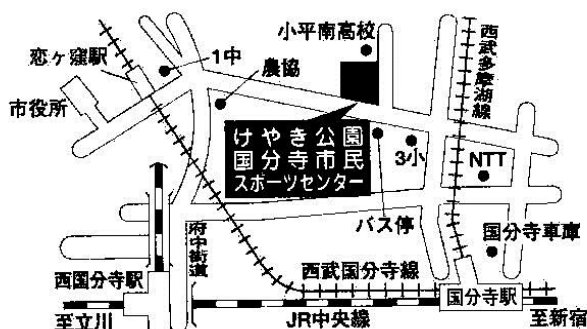 小平南高校
恋ヶ窪駅
1中
農協
市役所
西武多摩湖線
けやき公園
国分寺市民
スポーツセンター
3小
NTT
バス停
府中街道
国分寺車庫
西国分寺駅
西武国分寺線
国分寺駅
至立川
JR中央線
至新宿